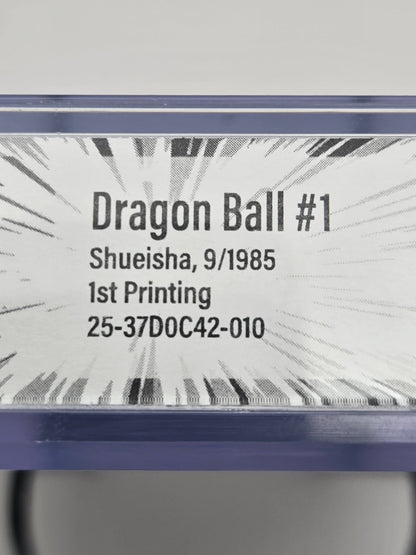 Dragon Ball #1
Shueisha, 9/1985
1st Printing
25-37D0C42-010